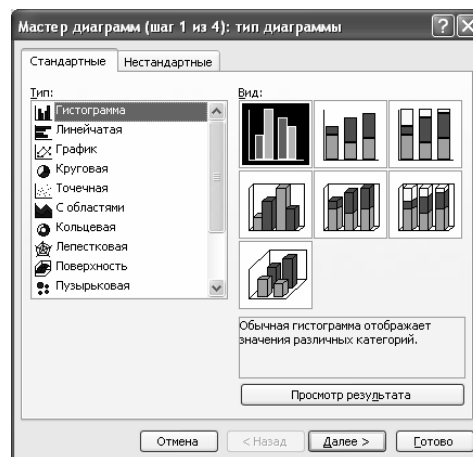 Мастер диаграмм (шаг 1 из 4): тип диаграммы
Стандартные Нестандартные
Тип:
Гистограмма
Линейчатая
График
Круговая
Точечная
С областями
Кольцевая
Лепестковая
Поверхность
Пузырьковая
Вид:
Обычная гистограмма отображает
значения различных категорий.
Просмотр результата
Отмена < Назад Далее > Готово